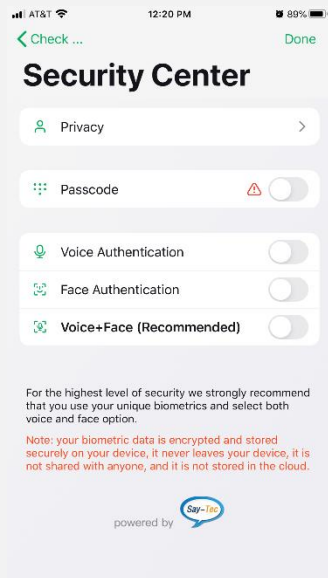 AT&T 12:20 PM 89%
Check ... Done
Security Center
Privacy
Passcode
Voice Authentication
Face Authentication
Voice+Face (Recommended)
For the highest level of security we strongly recommend
that you use your unique biometrics and select both
voice and face option.
Note: your biometric data is encrypted and stored
securely on your device, it never leaves your device, it is
not shared with anyone, and it is not stored in the cloud.
powered by Say-Tec